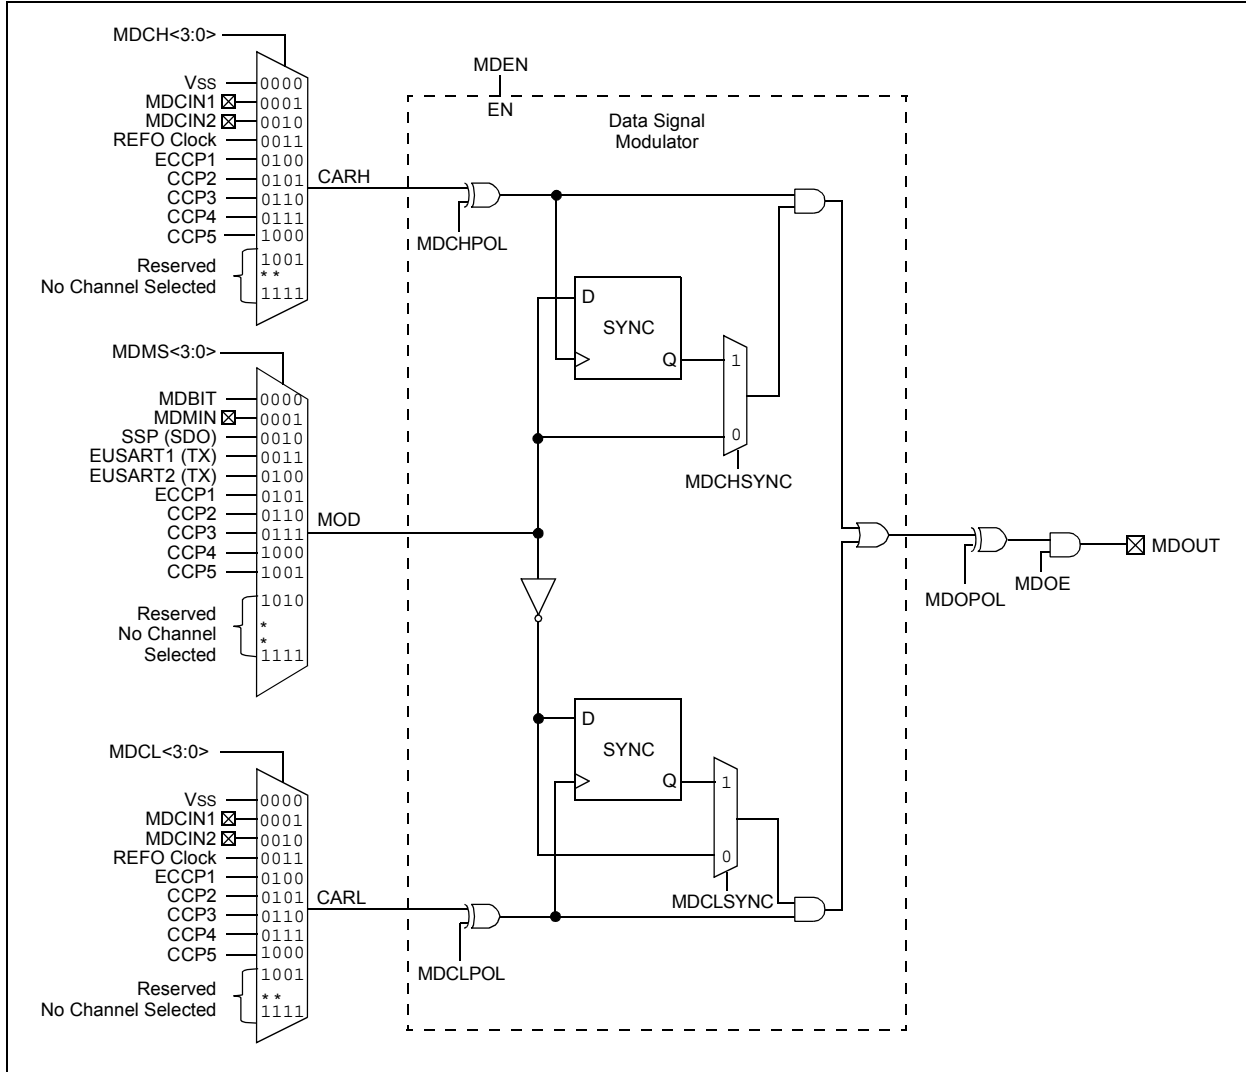 MDCH<3:0>
VSS 0000
MDCIN1 0001
MDCIN2 0010
REFO Clock 0011
ECCP1 0100
CCP2 0101
CCP3 0110
CCP4 0111
CCP5 1000
Reserved
No Channel Selected
1001
* *
1111
CARH
MDCHPOL
MDEN
EN
Data Signal
Modulator
D
SYNC
Q
1
0
MDCHSYNC
MDMS<3:0>
MDBIT 0000
MDMIN 0001
SSP (SDO) 0010
EUSART1 (TX) 0011
EUSART2 (TX) 0100
ECCP1 0101
CCP2 0110
CCP3 0111
CCP4 1000
CCP5 1001
Reserved
No Channel
Selected
1010
*
*
1111
MOD
MDOPOL
MDOE
MDOUT
D
SYNC
Q
1
0
MDCLSYNC
MDCL<3:0>
VSS 0000
MDCIN1 0001
MDCIN2 0010
REFO Clock 0011
ECCP1 0100
CCP2 0101
CCP3 0110
CCP4 0111
CCP5 1000
Reserved
No Channel Selected
1001
* *
1111
CARL
MDCLPOL